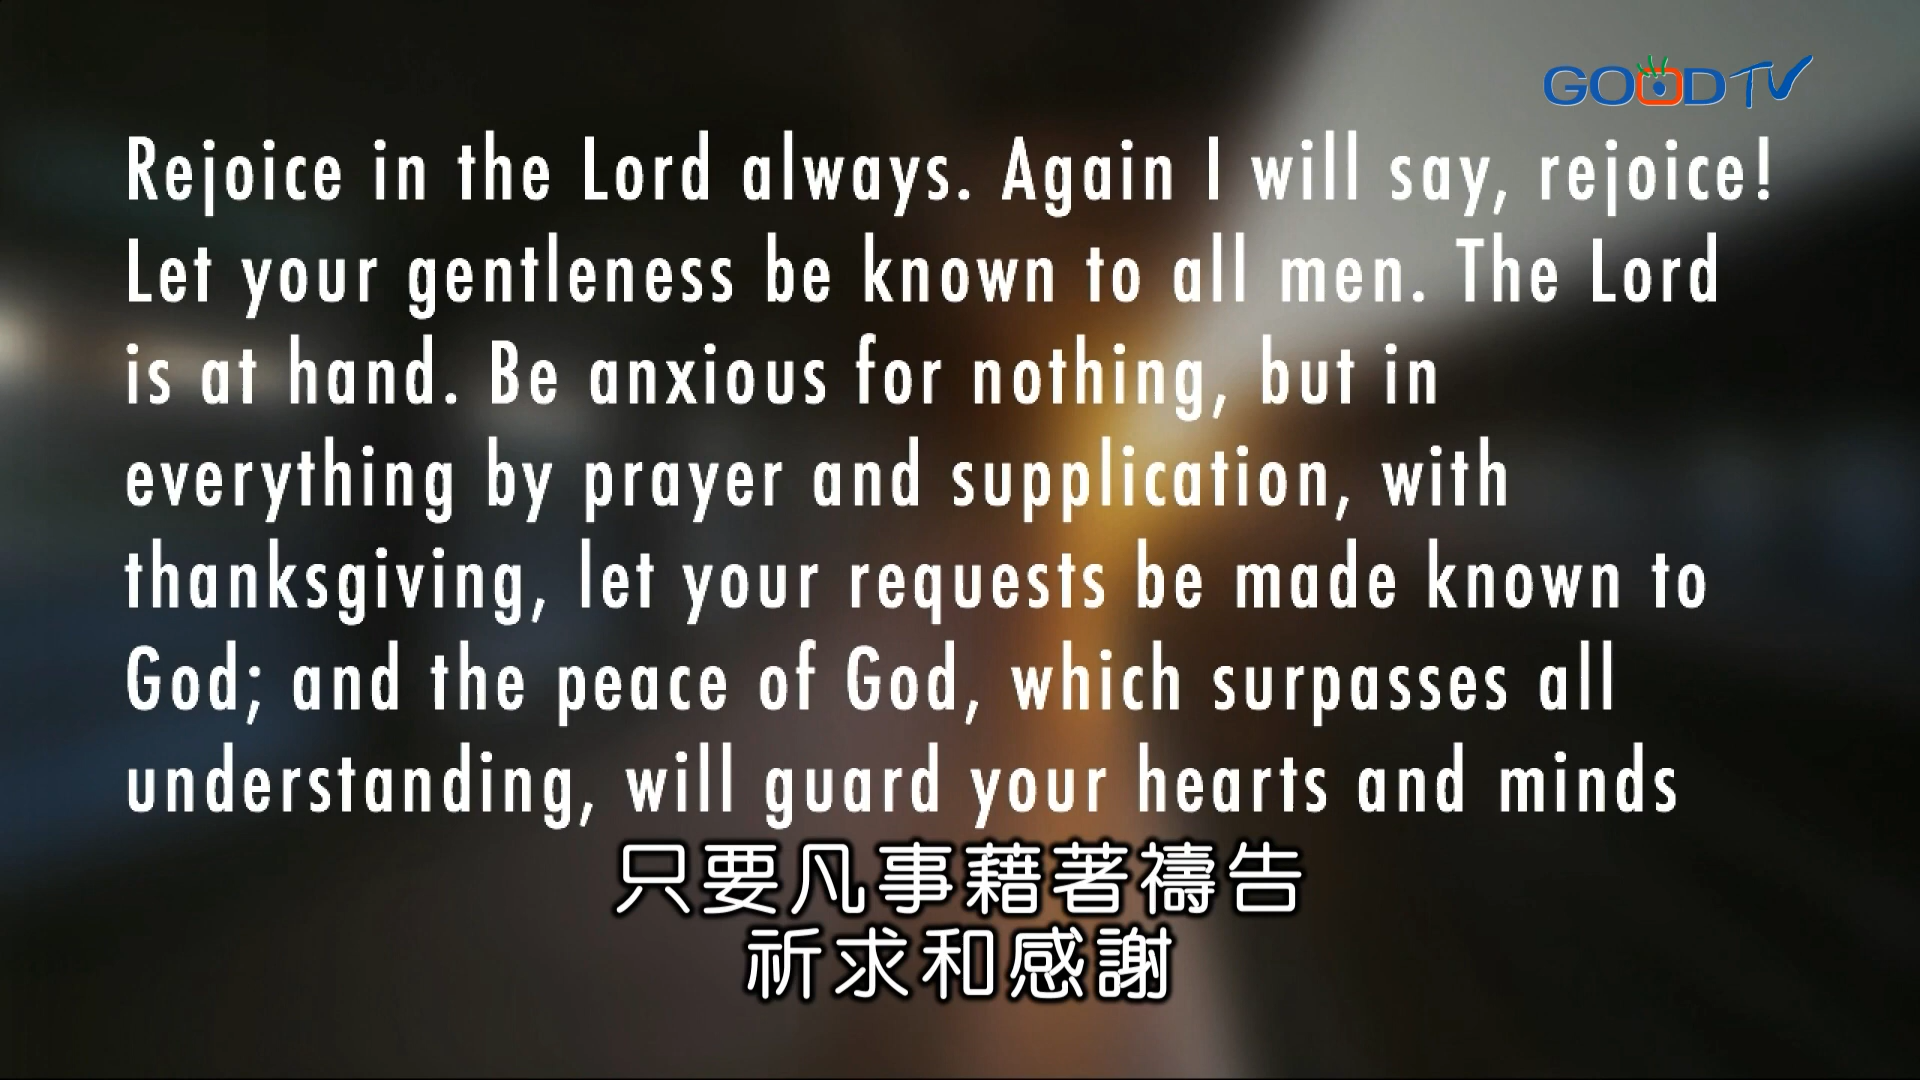 GOODTV
Rejoice in the Lord always. Again I will say, rejoice!
Let your gentleness be known to all men. The Lord
is at hand. Be anxious for nothing, but in
everything by prayer and supplication, with
thanksgiving, let your requests be made known to
God; and the peace of God, which surpasses all
understanding, will guard your hearts and minds
只要凡事藉著禱告
祈求和感謝